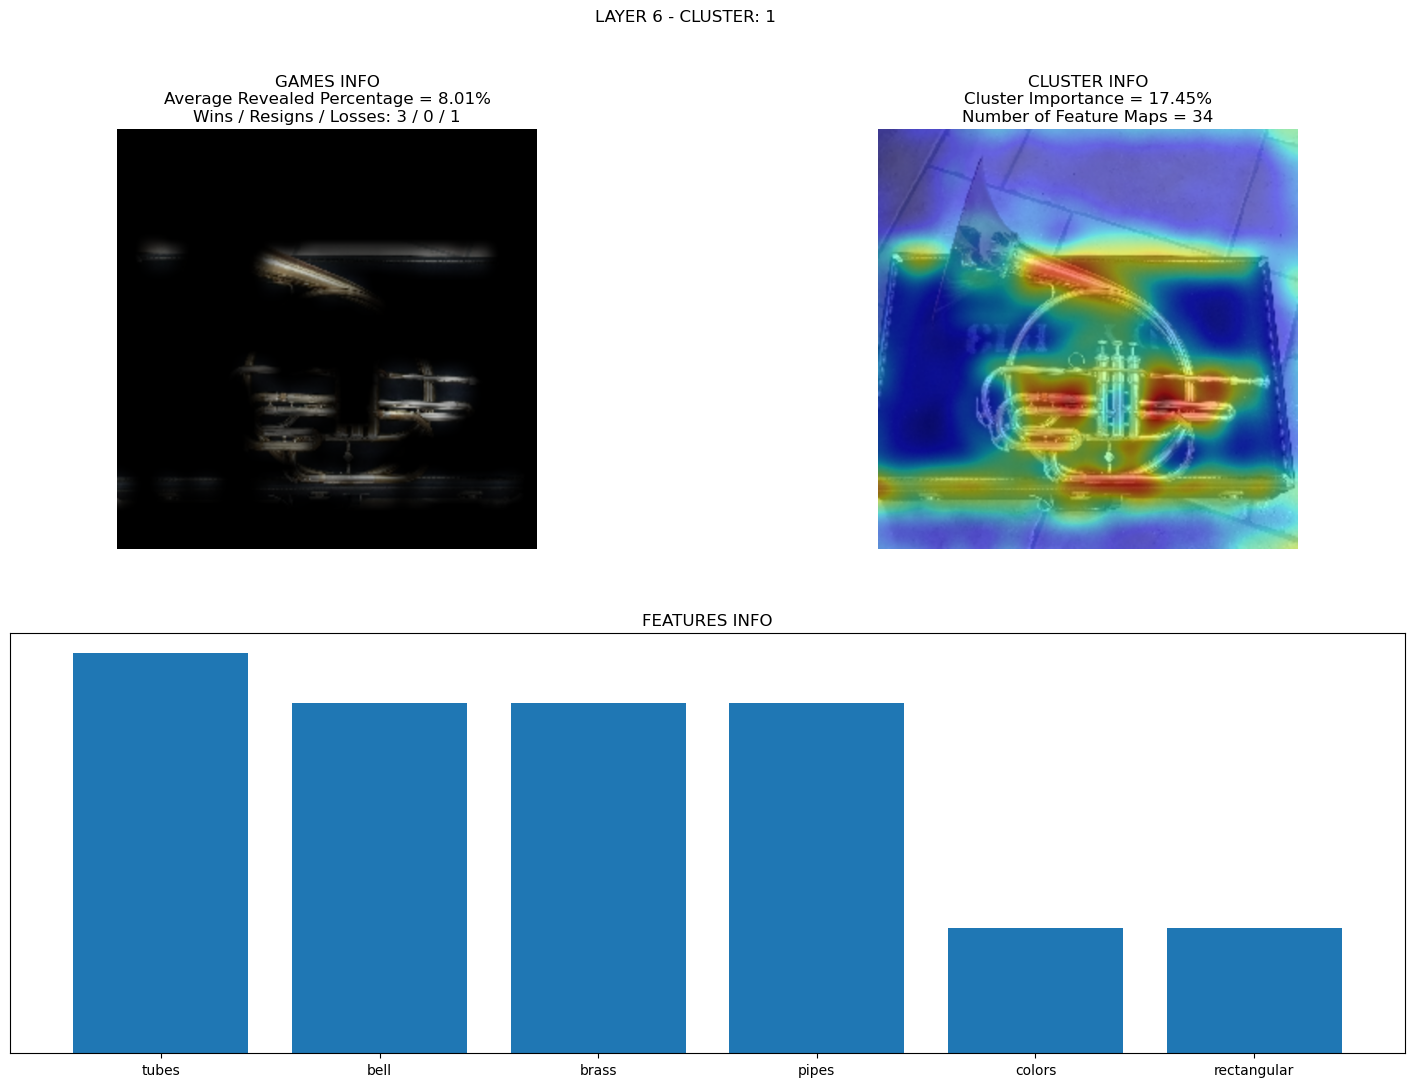 LAYER 6 - CLUSTER: 1
GAMES INFO
Average Revealed Percentage = 8.01%
Wins / Resigns / Losses: 3 / 0 / 1
CLUSTER INFO
Cluster Importance = 17.45%
Number of Feature Maps = 34
FEATURES INFO
tubes
bell
brass
pipes
colors
rectangular